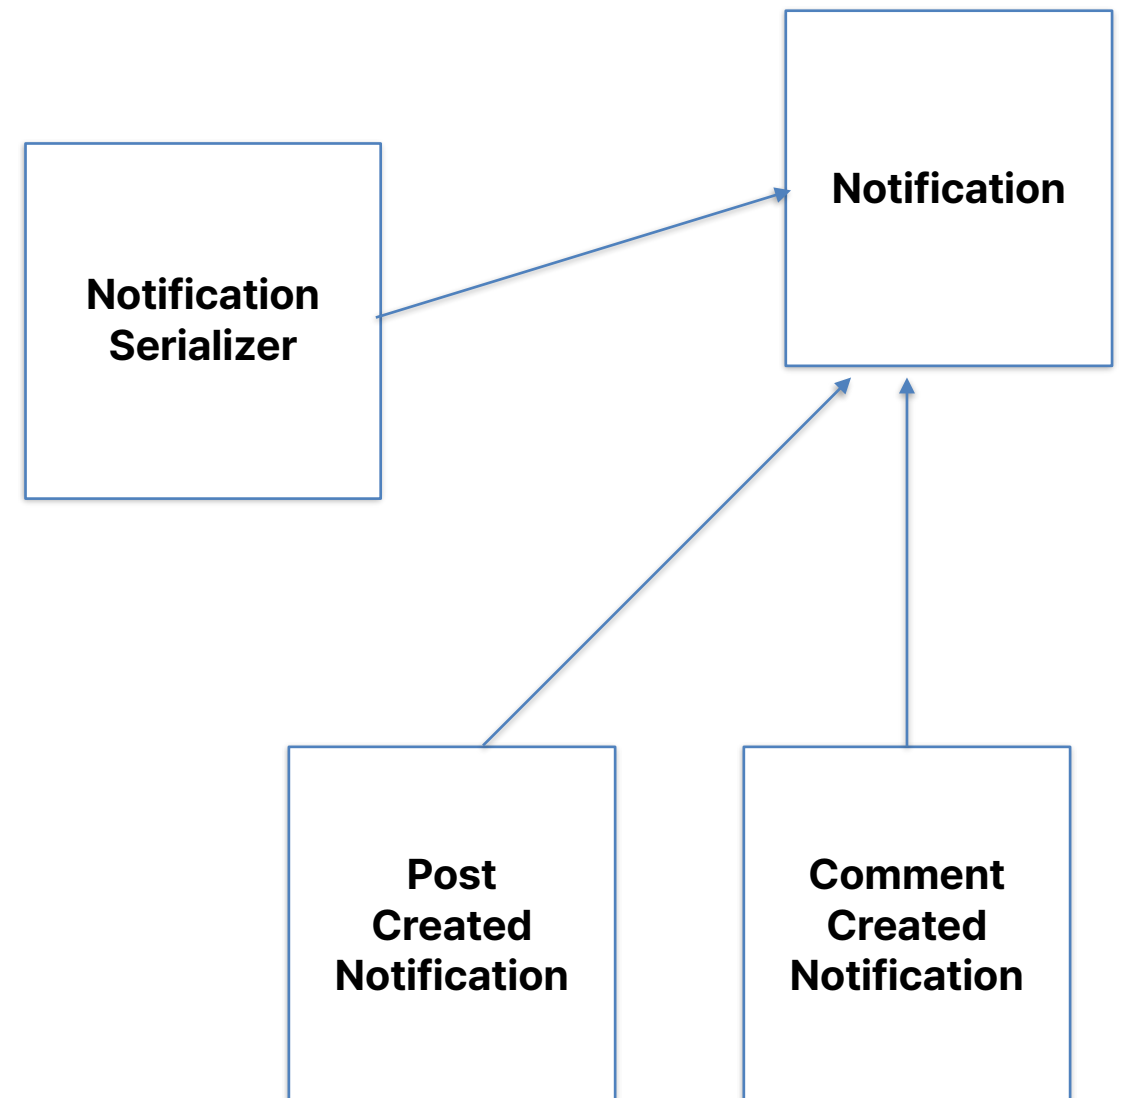 Notification
Notification
Serializer
Post
Created
Notification
Comment
Created
Notification